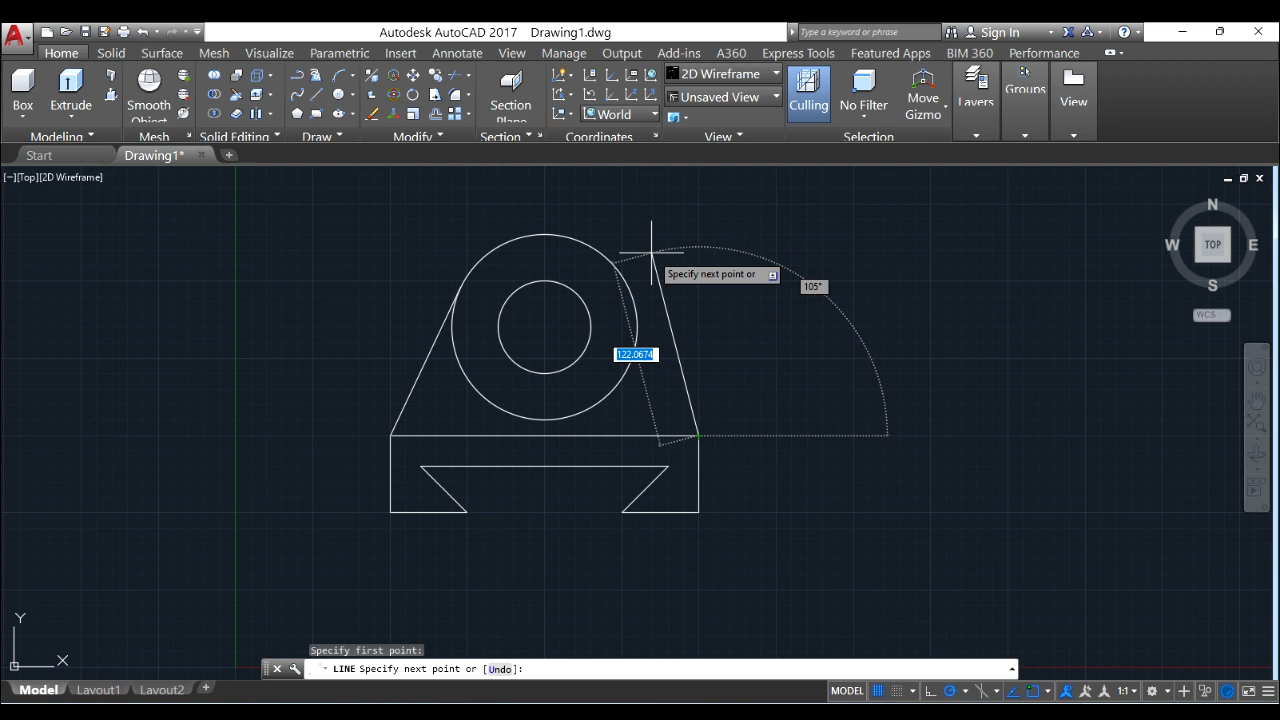 Autodesk AutoCAD 2017 Drawing1.dwg
Type a keyword or phrase
Sign In
Home Solid Surface Mesh Visualize Parametric Insert Annotate View Manage Output Add-ins A360 Express Tools Featured Apps BIM 360 Performance
Box
Extrude
Smooth
Object
Section
Plane
World
2D Wireframe
Unsaved View
Culling
No Filter
Move
Gizmo
Layers
Groups
View
Modeling Mesh Solid Editing Draw Modify Section Coordinates View Selection
Start Drawing1*
[−][Top][2D Wireframe]
N
W TOP E
S
WCS
Specify next point or
105°
122.0674
Y
X
Specify first point:
LINE Specify next point or [Undo]:
Model Layout1 Layout2 +
MODEL 1:1